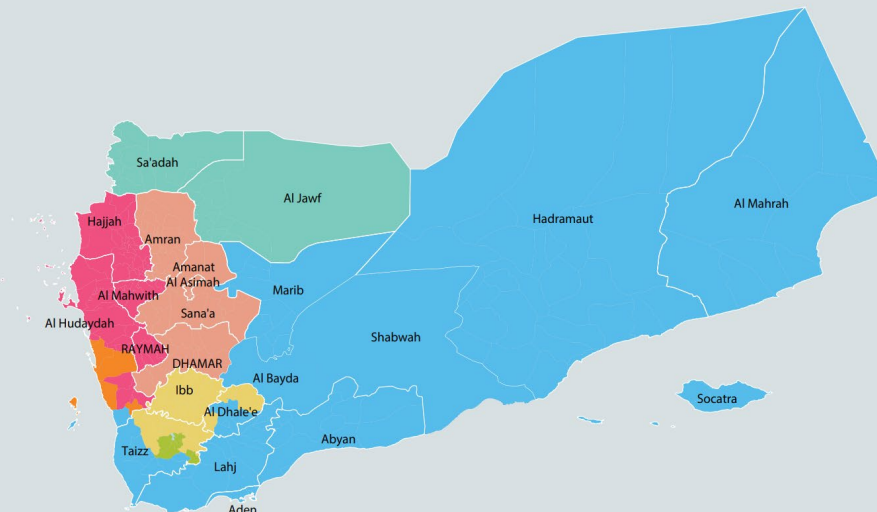 Sa'adah
Al Jawf
Hajjah
Amran
Hadramaut
Al Mahrah
Amanat
Al Asimah
Al Mahwith
Marib
Sana'a
Al Hudaydah
Shabwah
RAYMAH
DHAMAR
Al Bayda
Ibb
Socatra
Al Dhale'e
Abyan
Taizz
Lahj
Aden